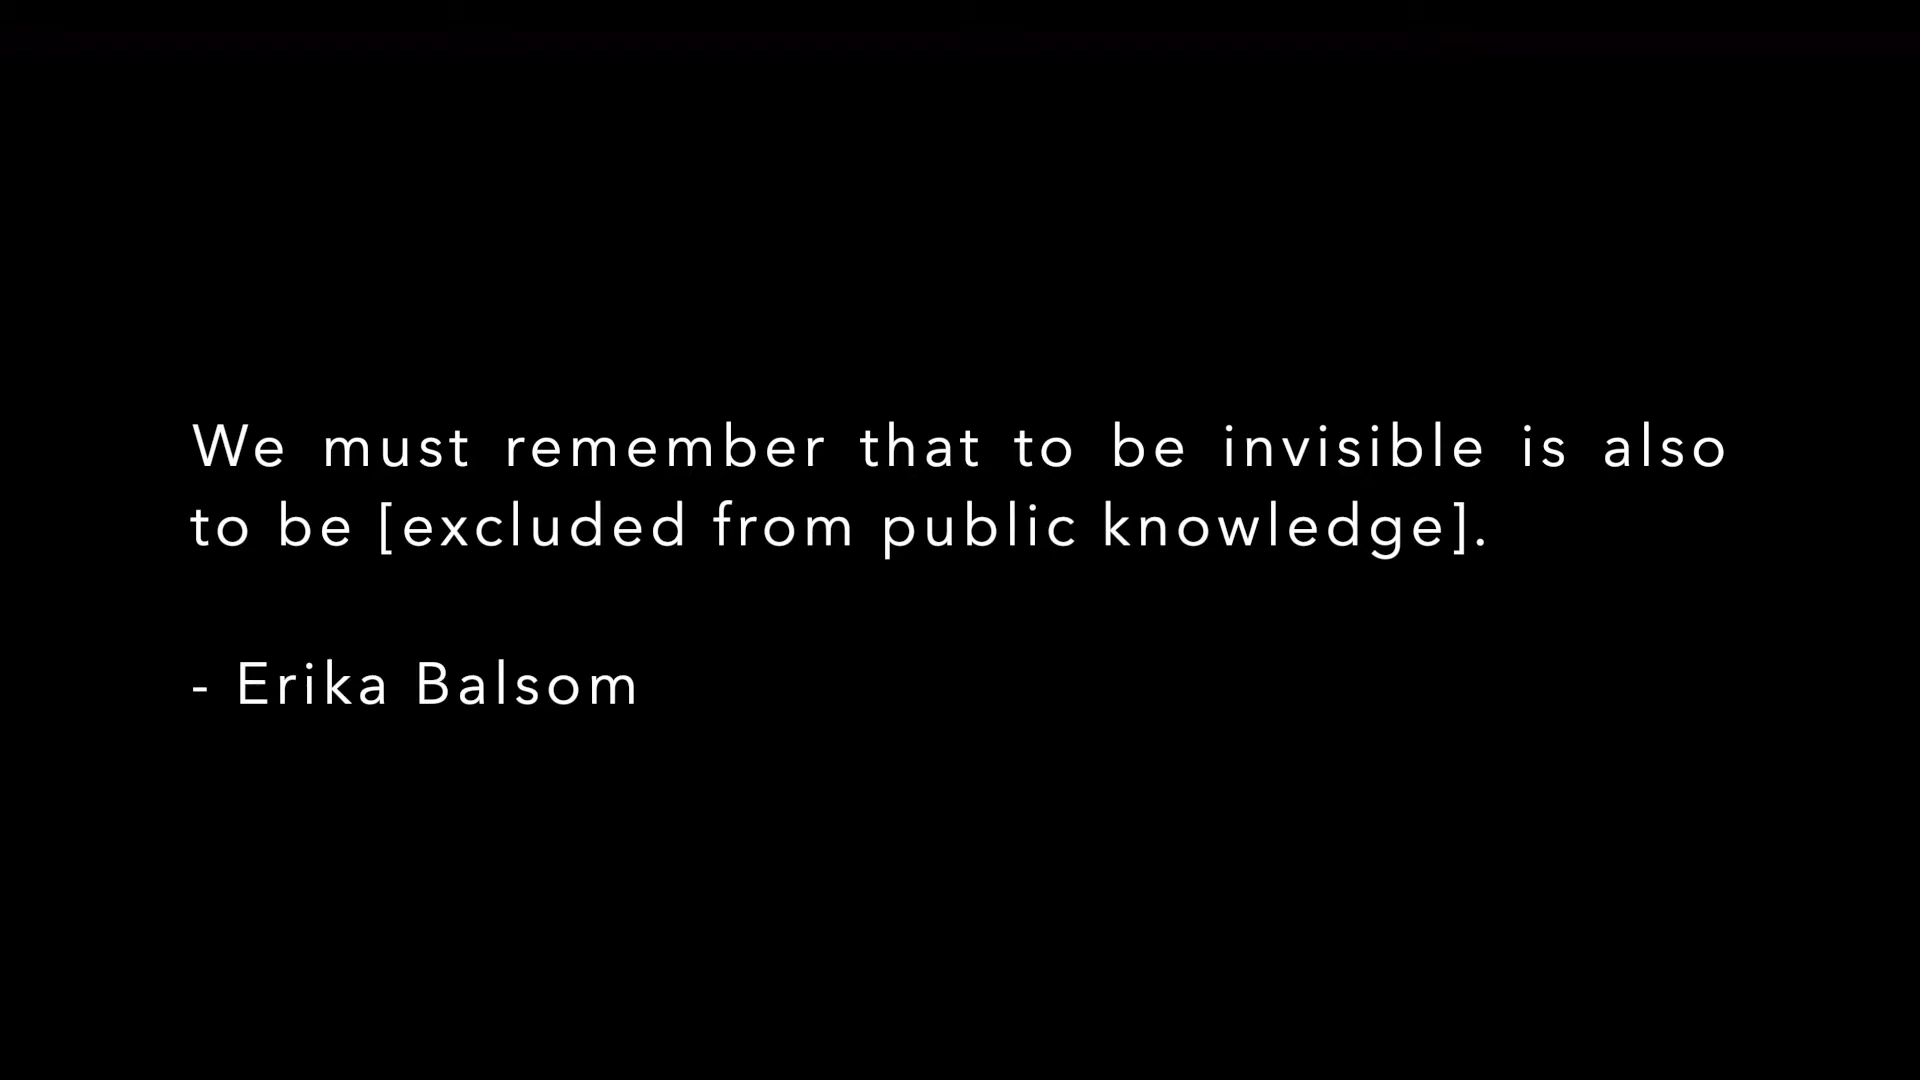 We must remember that to be invisible is also
to be [excluded from public knowledge].
- Erika Balsom